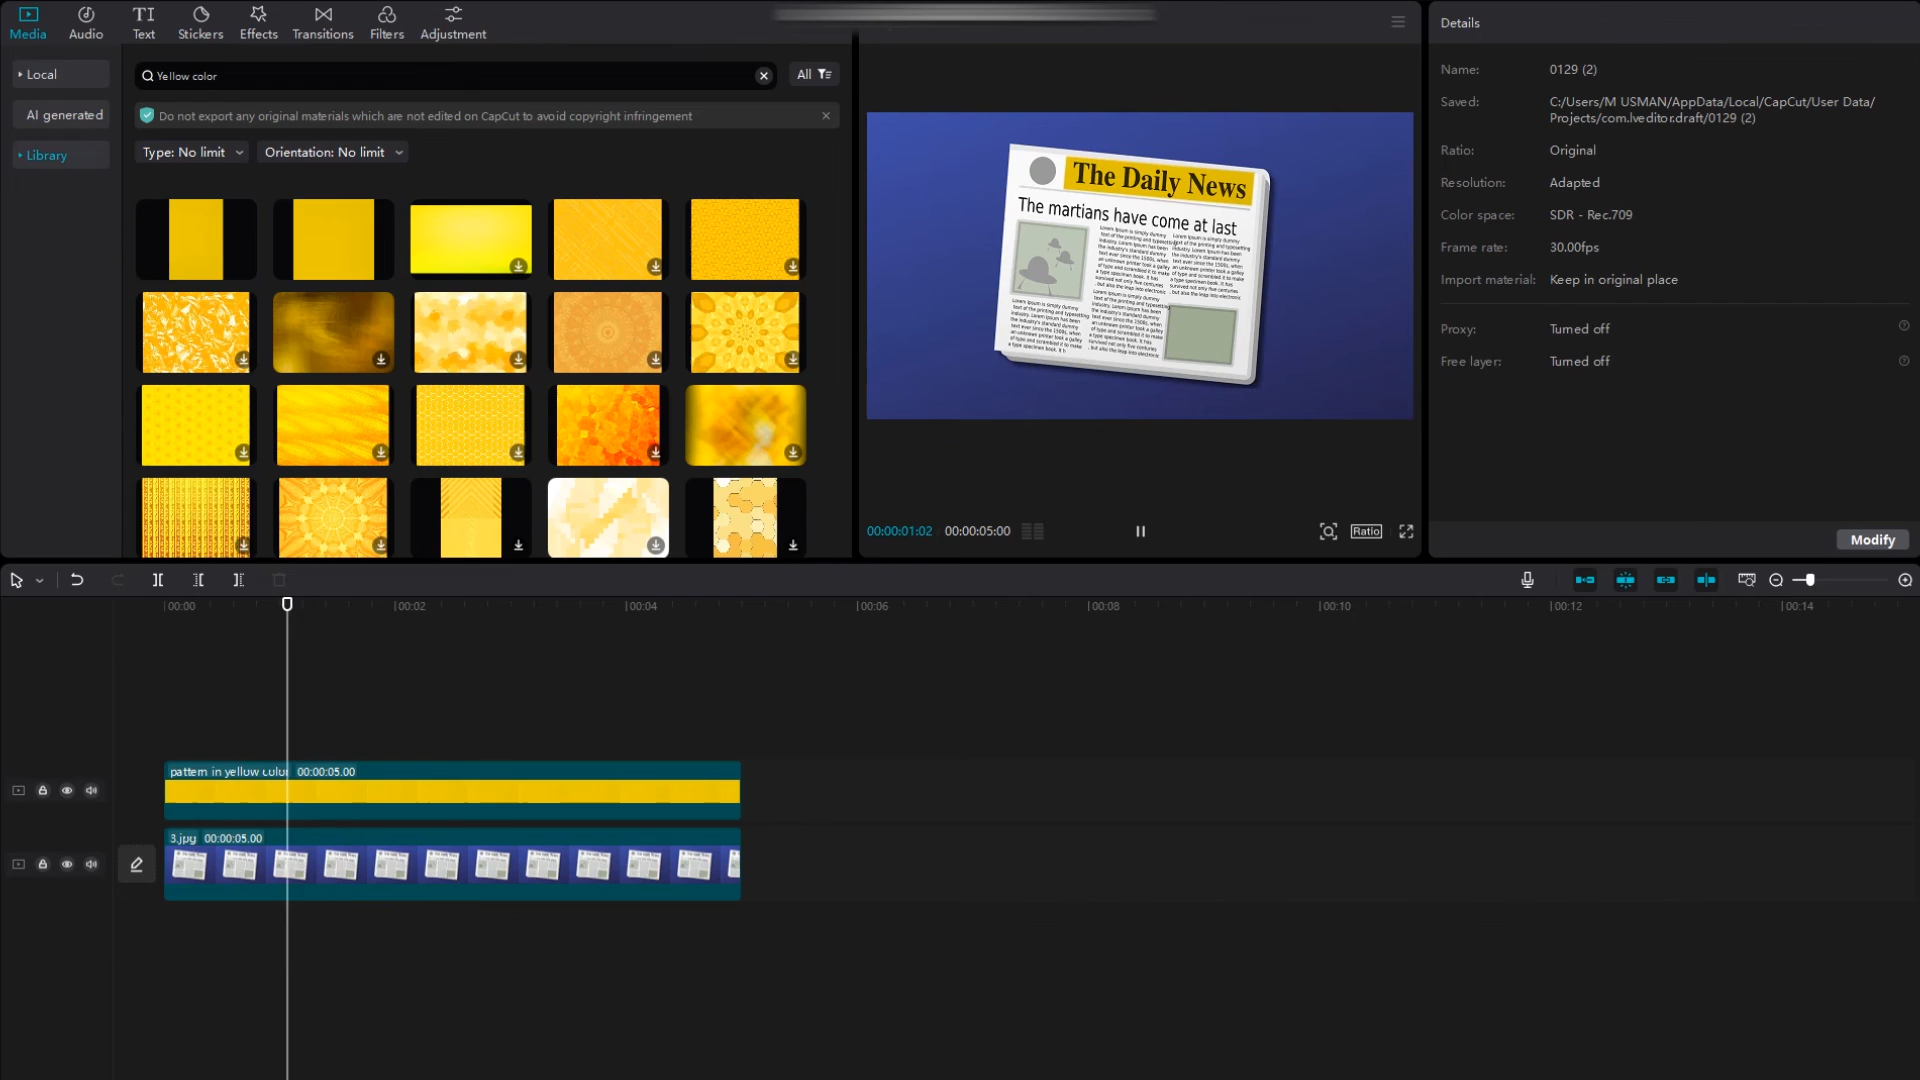 Media
Audio
Text
Stickers
Effects
Transitions
Filters
Adjustment
Details
Local
AI generated
Library
Yellow color
All
Do not export any original materials which are not edited on CapCut to avoid copyright infringement
Type: No limit
Orientation: No limit
The Daily News
The martians have come at last
Name: 0129 (2)
Saved: C:/Users/M USMAN/AppData/Local/CapCut/User Data/
Projects/com.lveditor.draft/0129 (2)
Ratio: Original
Resolution: Adapted
Color space: SDR - Rec.709
Frame rate: 30.00fps
Import material: Keep in original place
Proxy: Turned off
Free layer: Turned off
00:00:01:02 00:00:05:00
Ratio
Modify
00:00 00:02 00:04 00:06 00:08 00:10 00:12 00:14
pattern in yellow color 00:00:05.00
3.jpg 00:00:05.00